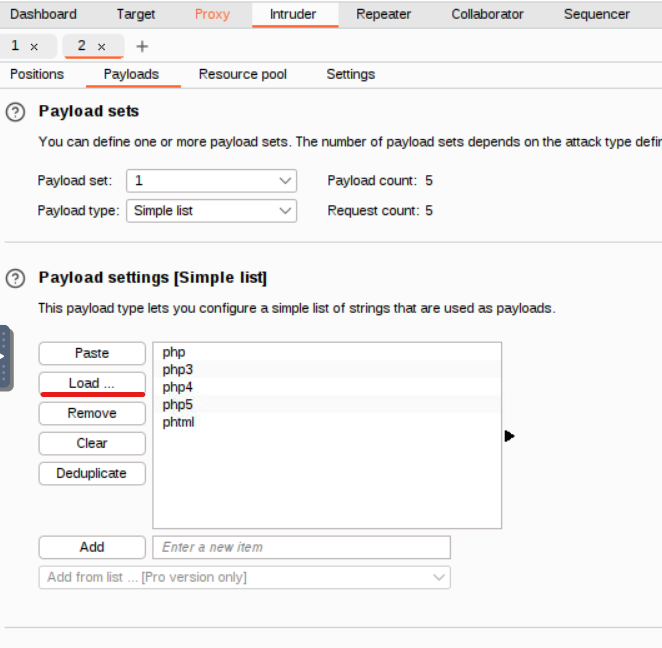 Dashboard Target Proxy Intruder Repeater Collaborator Sequencer
1 × 2 × +
Positions Payloads Resource pool Settings
? Payload sets
You can define one or more payload sets. The number of payload sets depends on the attack type defin
Payload set: 1 Payload count: 5
Payload type: Simple list Request count: 5
? Payload settings [Simple list]
This payload type lets you configure a simple list of strings that are used as payloads.
Paste
Load ...
Remove
Clear
Deduplicate
php
php3
php4
php5
phtml
Add Enter a new item
Add from list ... [Pro version only]